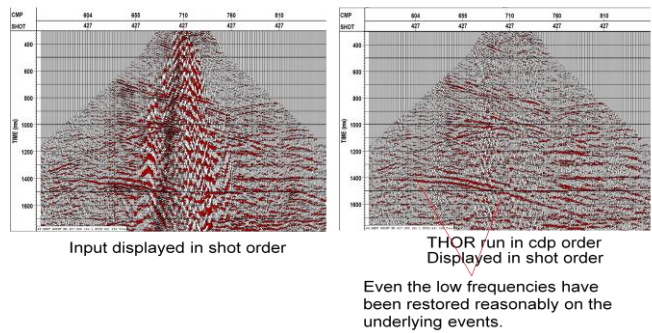 CMP 604 655 710 760 810
SHOT 427 427 427 427 427
400
600
800
1000
1200
1400
1600
TIME (ms)
Input displayed in shot order
CMP 604 655 710 760 810
SHOT 427 427 427 427 427
400
600
800
1000
1200
1400
1600
TIME (ms)
THOR run in cdp order
Displayed in shot order
Even the low frequencies have
been restored reasonably on the
underlying events.